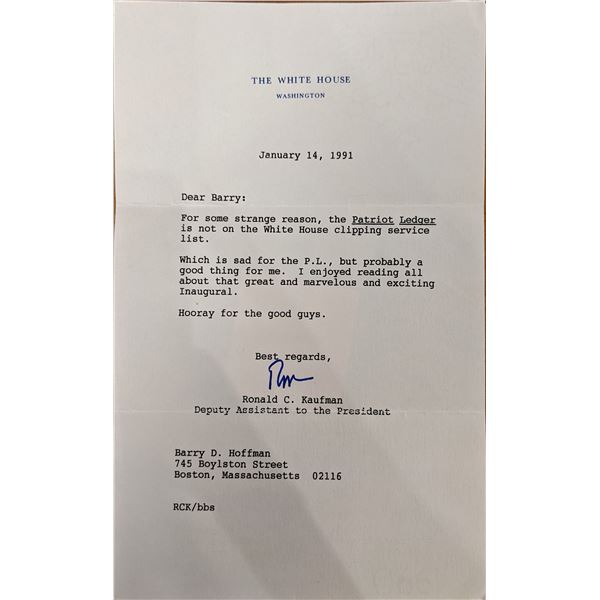 THE WHITE HOUSE
WASHINGTON
January 14, 1991
Dear Barry:
For some strange reason, the Patriot Ledger
is not on the White House clipping service
list.
Which is sad for the P.L., but probably a
good thing for me. I enjoyed reading all
about that great and marvelous and exciting
Inaugural.
Hooray for the good guys.
Best regards,
Ron
Ronald C. Kaufman
Deputy Assistant to the President
Barry D. Hoffman
745 Boylston Street
Boston, Massachusetts 02116
RCK/bbs